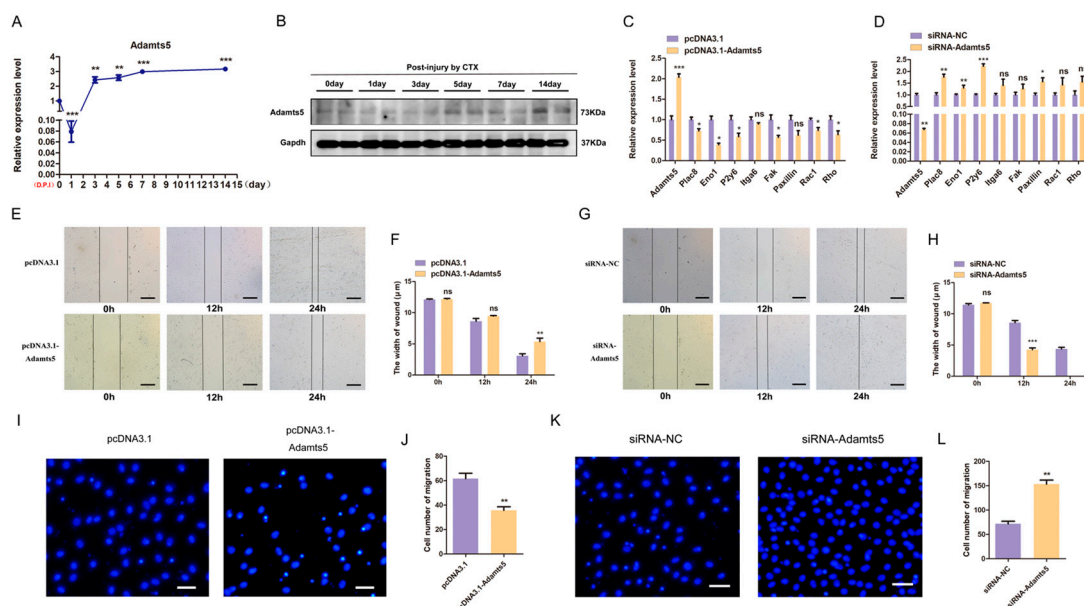 A
Adamts5
***
**
**
***
***
Relative expression level
4
3
2
1
0.10
0.08
0.06
0.04
0.02
0.00
0 1 2 3 4 5 6 7 8 9 10 11 12 13 14 15 (day)
(D.P.I)
B
Post-injury by CTX
0day 1day 3day 5day 7day 14day
Adamts5
73KDa
Gapdh
37KDa
C
pcDNA3.1
pcDNA3.1-Adamts5
Relative expression level
2.5
2.0
1.5
1.0
0.5
0.0
*** * * * ns * ns * *
Adamts5 Plac8 Eno1 P2y6 Itga6 Fak Paxillin Rac1 Rho
D
siRNA-NC
siRNA-Adamts5
Relative expression level
** ** ** *** ns ns * ns
Adamts5 Plac8 Eno1 P2y6 Itga6 Fak Paxillin Rac1 Rho
E
pcDNA3.1
0h 12h 24h
pcDNA3.1-
Adamts5
0h 12h 24h
F
pcDNA3.1
pcDNA3.1-Adamts5
The width of wound (μm)
15
10
5
0
ns ns **
0h 12h 24h
G
siRNA-NC
0h 12h 24h
siRNA-
Adamts5
0h 12h 24h
H
siRNA-NC
siRNA-Adamts5
The width of wound (μm)
15
10
5
0
ns ***
0h 12h 24h
I
pcDNA3.1
pcDNA3.1-
Adamts5
J
Cell number of migration
80
60
40
20
0
**
pcDNA3.1
cDNA3.1-Adamts5
K
siRNA-NC
siRNA-Adamts5
L
Cell number of migration
200
150
100
50
0
**
siRNA-NC
siRNA-Adamts5